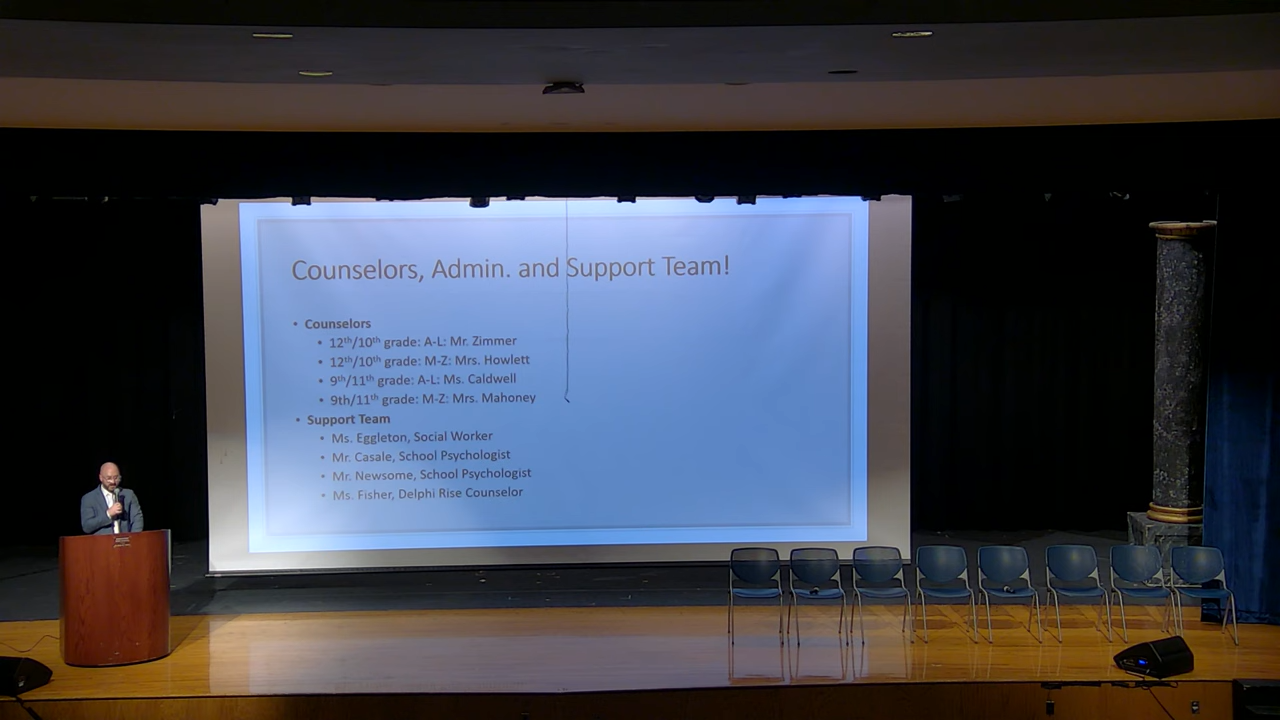 Counselors, Admin. and Support Team!
• Counselors
• 12th/10th grade: A-L: Mr. Zimmer
• 12th/10th grade: M-Z: Mrs. Howlett
• 9th/11th grade: A-L: Ms. Caldwell
• 9th/11th grade: M-Z: Mrs. Mahoney
• Support Team
• Ms. Eggleton, Social Worker
• Mr. Casale, School Psychologist
• Mr. Newsome, School Psychologist
• Ms. Fisher, Delphi Rise Counselor